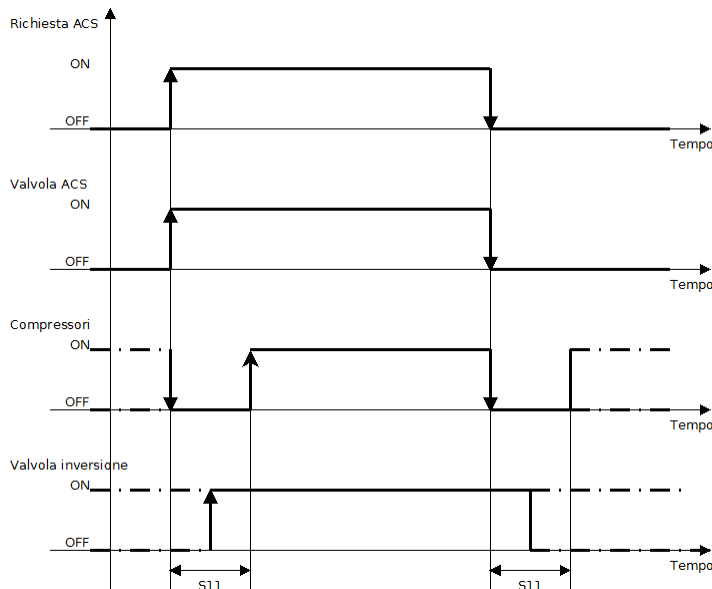 Richiesta ACS
ON
OFF
Tempo
Valvola ACS
ON
OFF
Tempo
Compressori
ON
OFF
Tempo
Valvola inversione
ON
OFF
Tempo
S11 S11